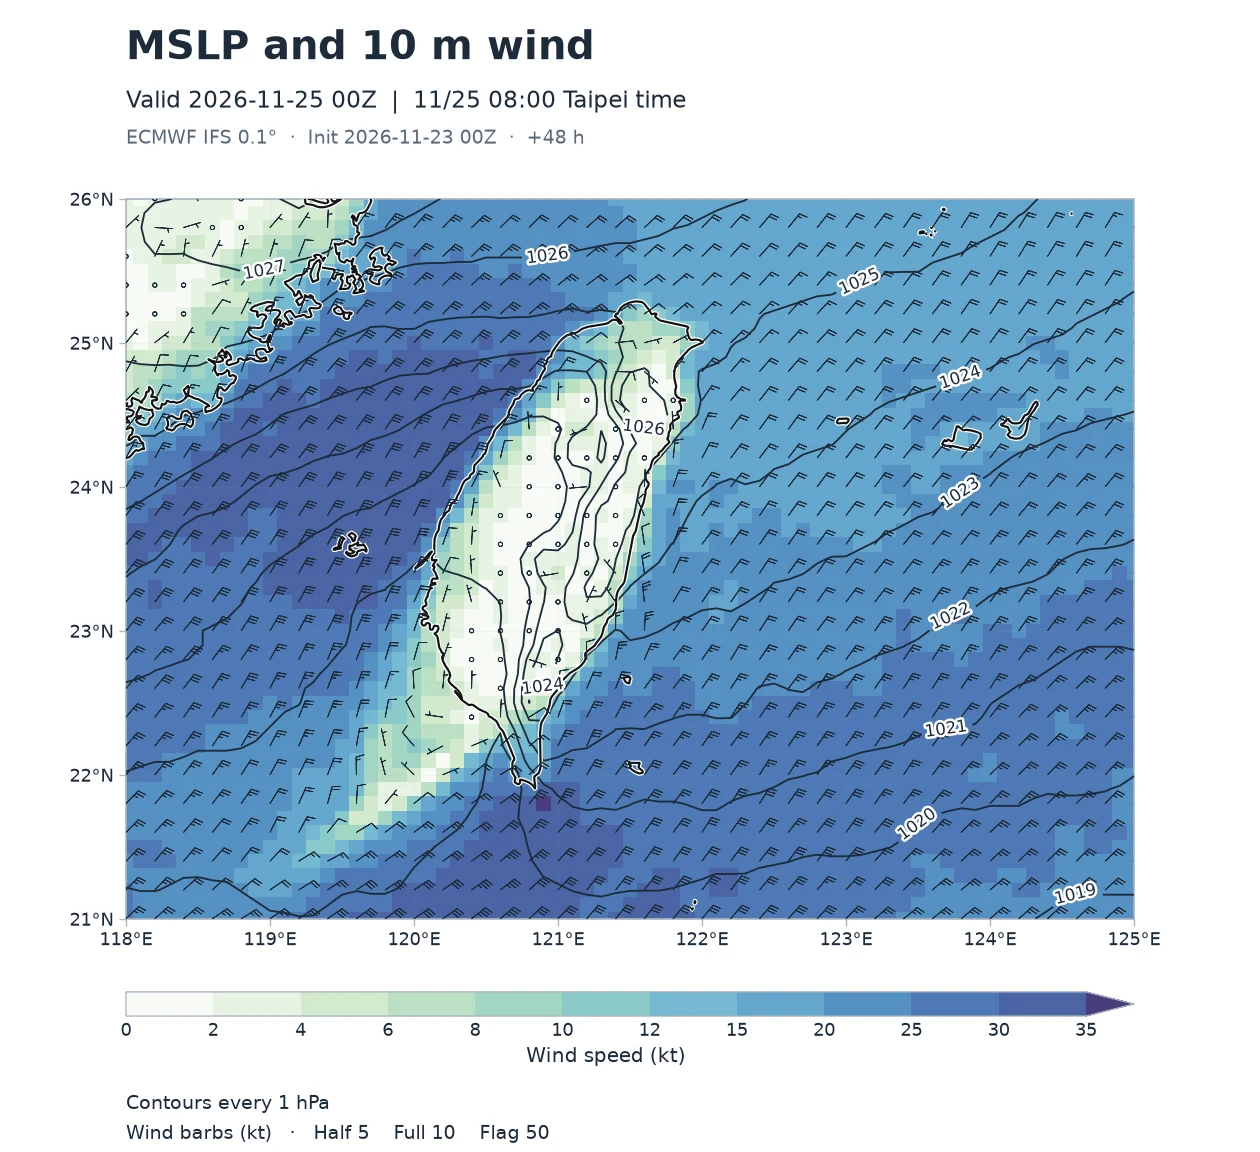 MSLP and 10 m wind
Valid 2026-11-25 00Z | 11/25 08:00 Taipei time
ECMWF IFS 0.1° · Init 2026-11-23 00Z · +48 h
26°N
25°N
24°N
23°N
22°N
21°N
1027
1026
1025
1024
1026
1023
1022
1024
1021
1020
1019
118°E 119°E 120°E 121°E 122°E 123°E 124°E 125°E
0 2 4 6 8 10 12 15 20 25 30 35
Wind speed (kt)
Contours every 1 hPa
Wind barbs (kt) · Half 5 Full 10 Flag 50